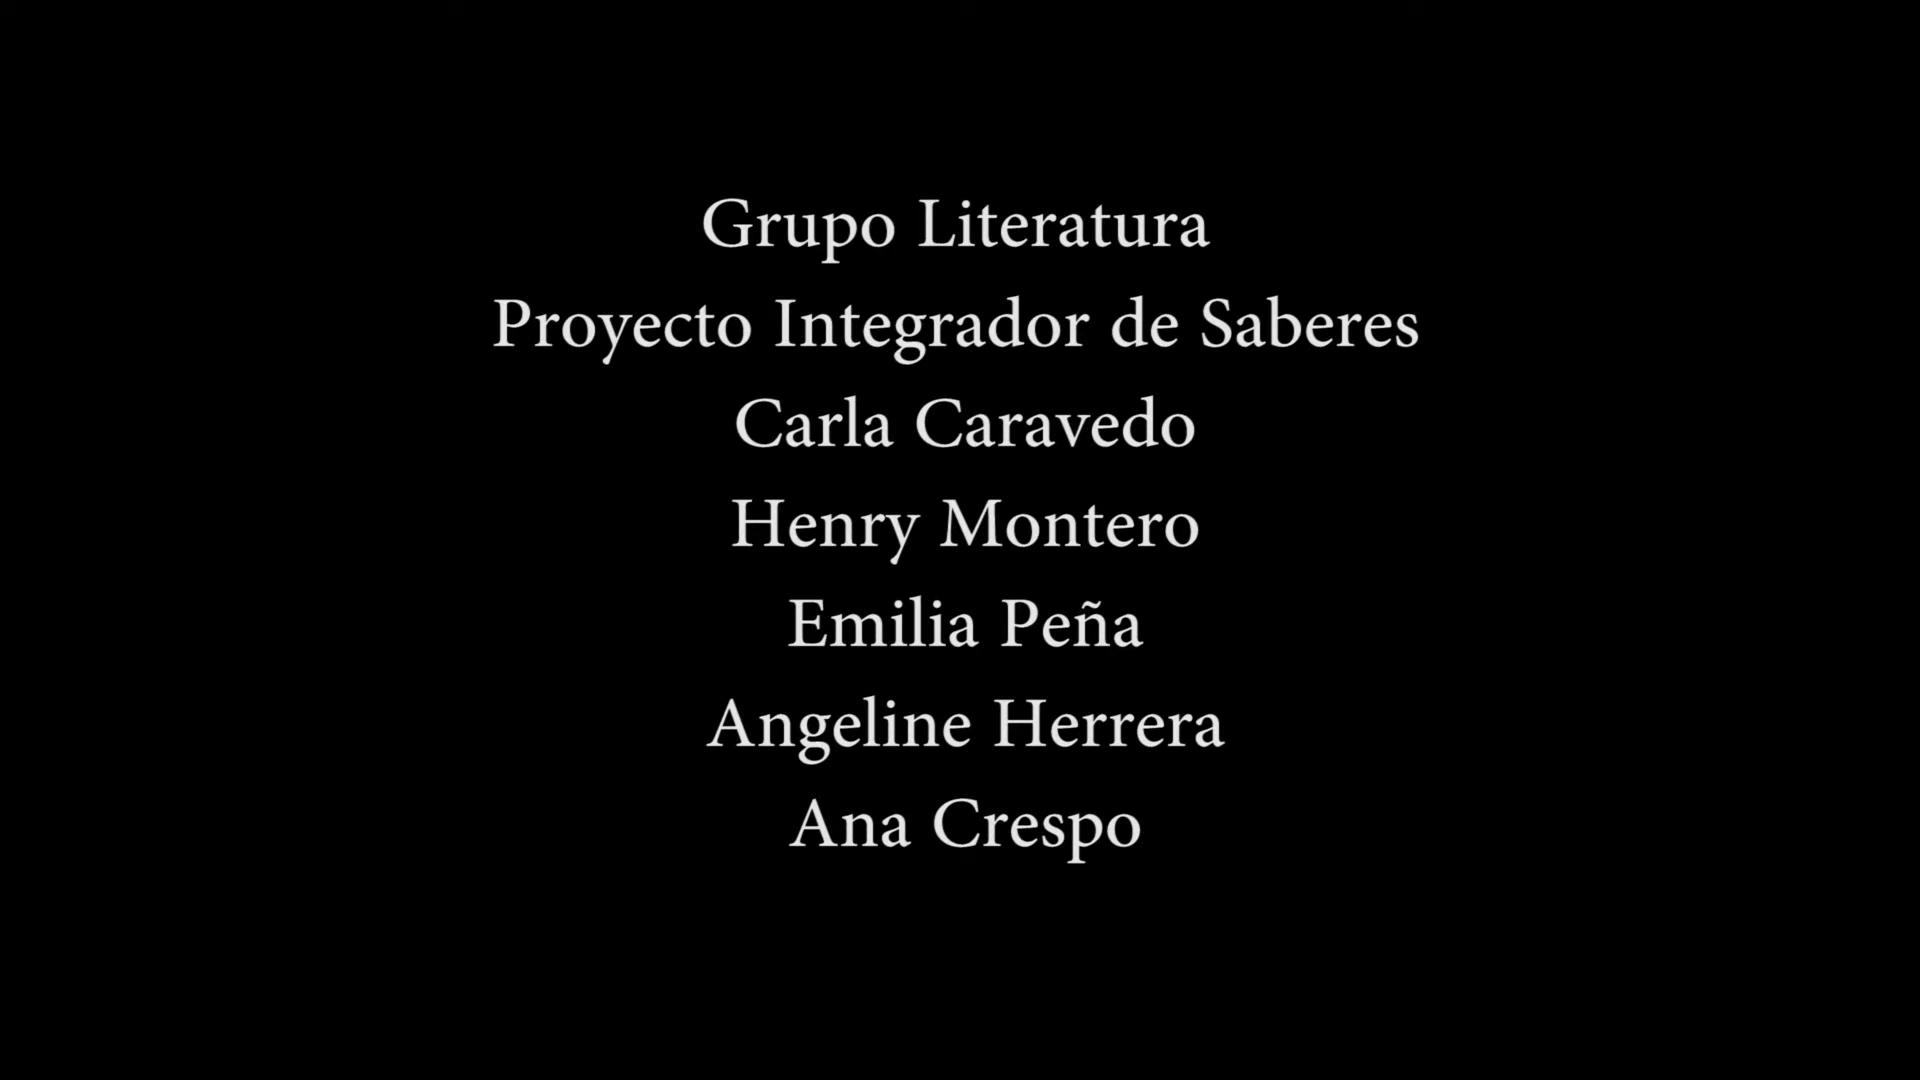 Grupo Literatura
Proyecto Integrador de Saberes
Carla Caravedo
Henry Montero
Emilia Peña
Angeline Herrera
Ana Crespo